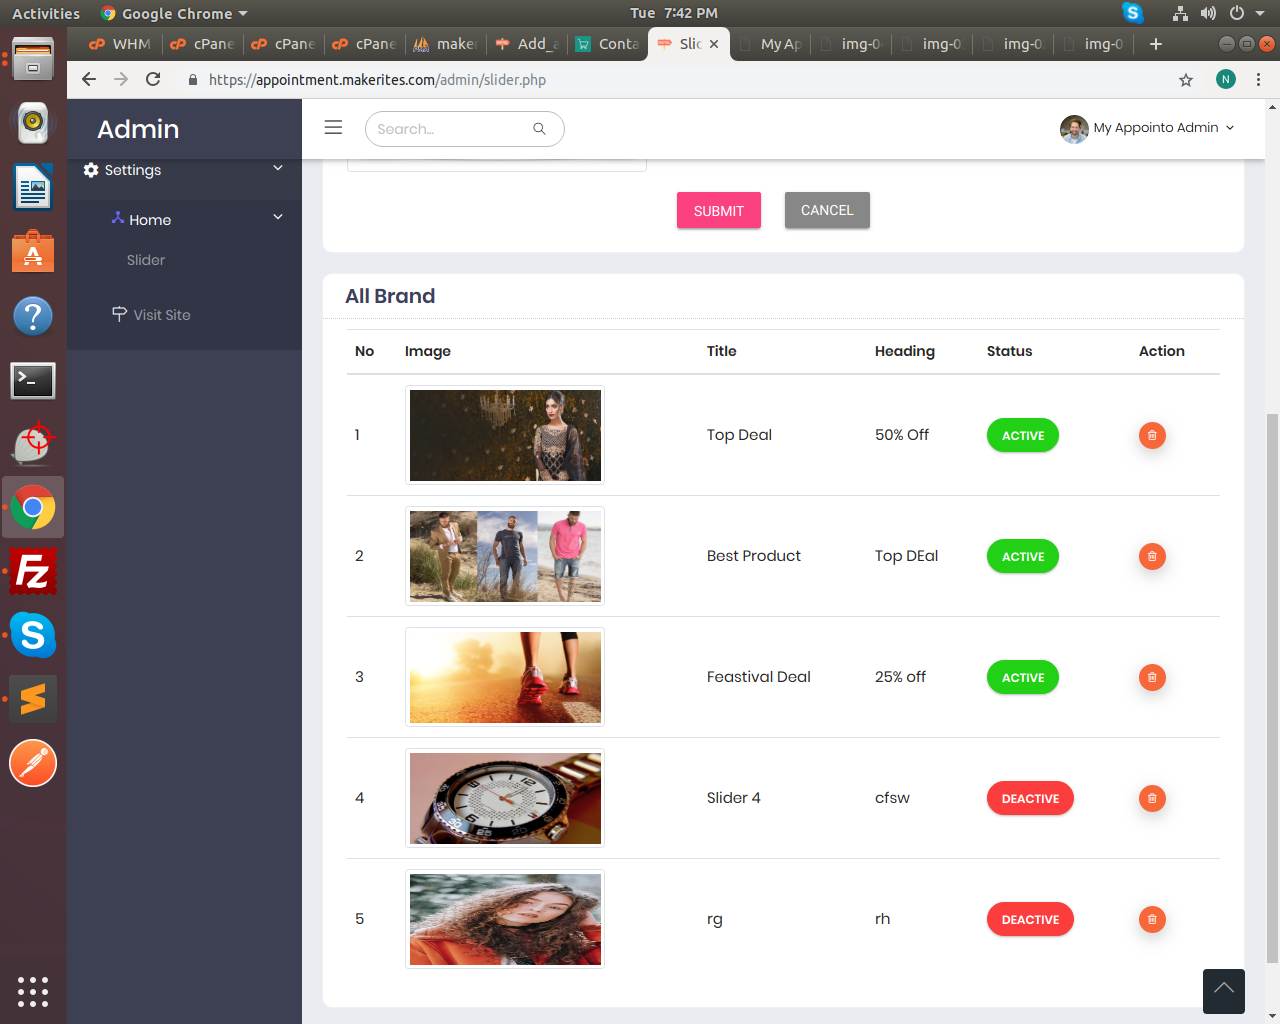 Activities Google Chrome Tue 7:42 PM
WHM cPane cPane cPane maker Add_a Conta Slid My Ap img-0 img-0 img-0 img-0
https://appointment.makerites.com/admin/slider.php N
Admin Search... My Appointo Admin
Settings
Home
Slider
Visit Site
SUBMIT CANCEL
All Brand
No Image Title Heading Status Action
1 Top Deal 50% Off ACTIVE
2 Best Product Top DEal ACTIVE
3 Feastival Deal 25% off ACTIVE
4 Slider 4 cfsw DEACTIVE
5 rg rh DEACTIVE